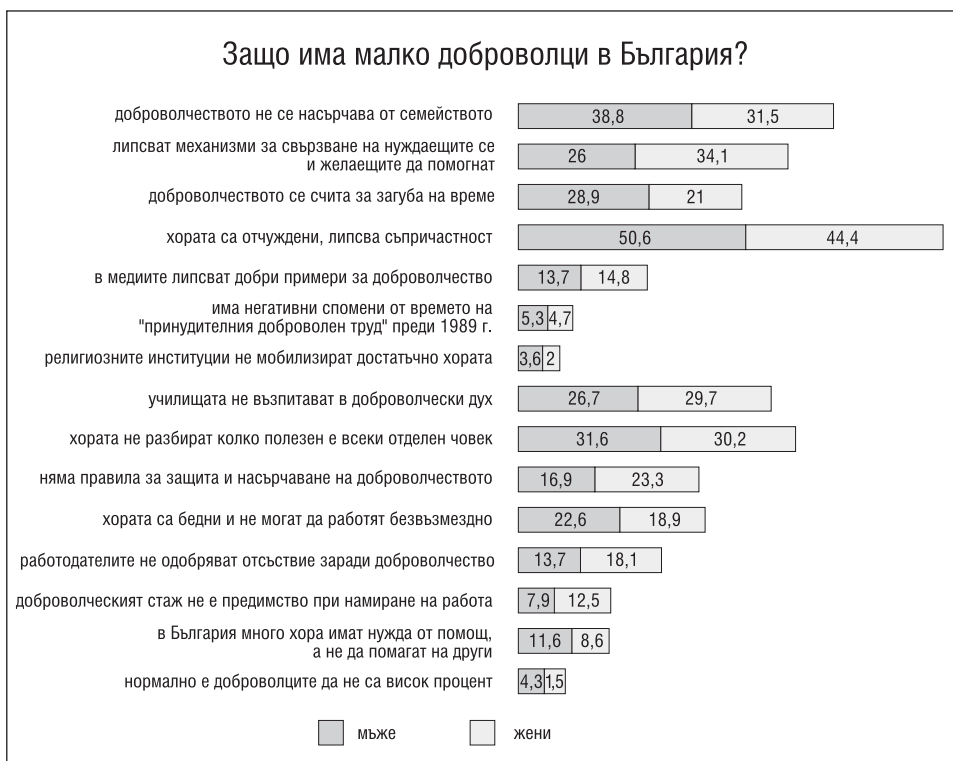 Защо има малко доброволци в България?
доброволчеството не се насърчава от семейството
38,8 31,5
липсват механизми за свързване на нуждаещите се
и желаещите да помогнат
26 34,1
доброволчеството се счита за загуба на време
28,9 21
хората са отчуждени, липсва съпричастност
50,6 44,4
в медиите липсват добри примери за доброволчество
13,7 14,8
има негативни спомени от времето на
"принудителния доброволен труд" преди 1989 г.
5,3 4,7
религиозните институции не мобилизират достатъчно хората
3,6 2
училищата не възпитават в доброволчески дух
26,7 29,7
хората не разбират колко полезен е всеки отделен човек
31,6 30,2
няма правила за защита и насърчаване на доброволчеството
16,9 23,3
хората са бедни и не могат да работят безвъзмездно
22,6 18,9
работодателите не одобряват отсъствие заради доброволчество
13,7 18,1
доброволческият стаж не е предимство при намиране на работа
7,9 12,5
в България много хора имат нужда от помощ,
а не да помагат на други
11,6 8,6
нормално е доброволците да не са висок процент
4,3 1,5
мъже жени